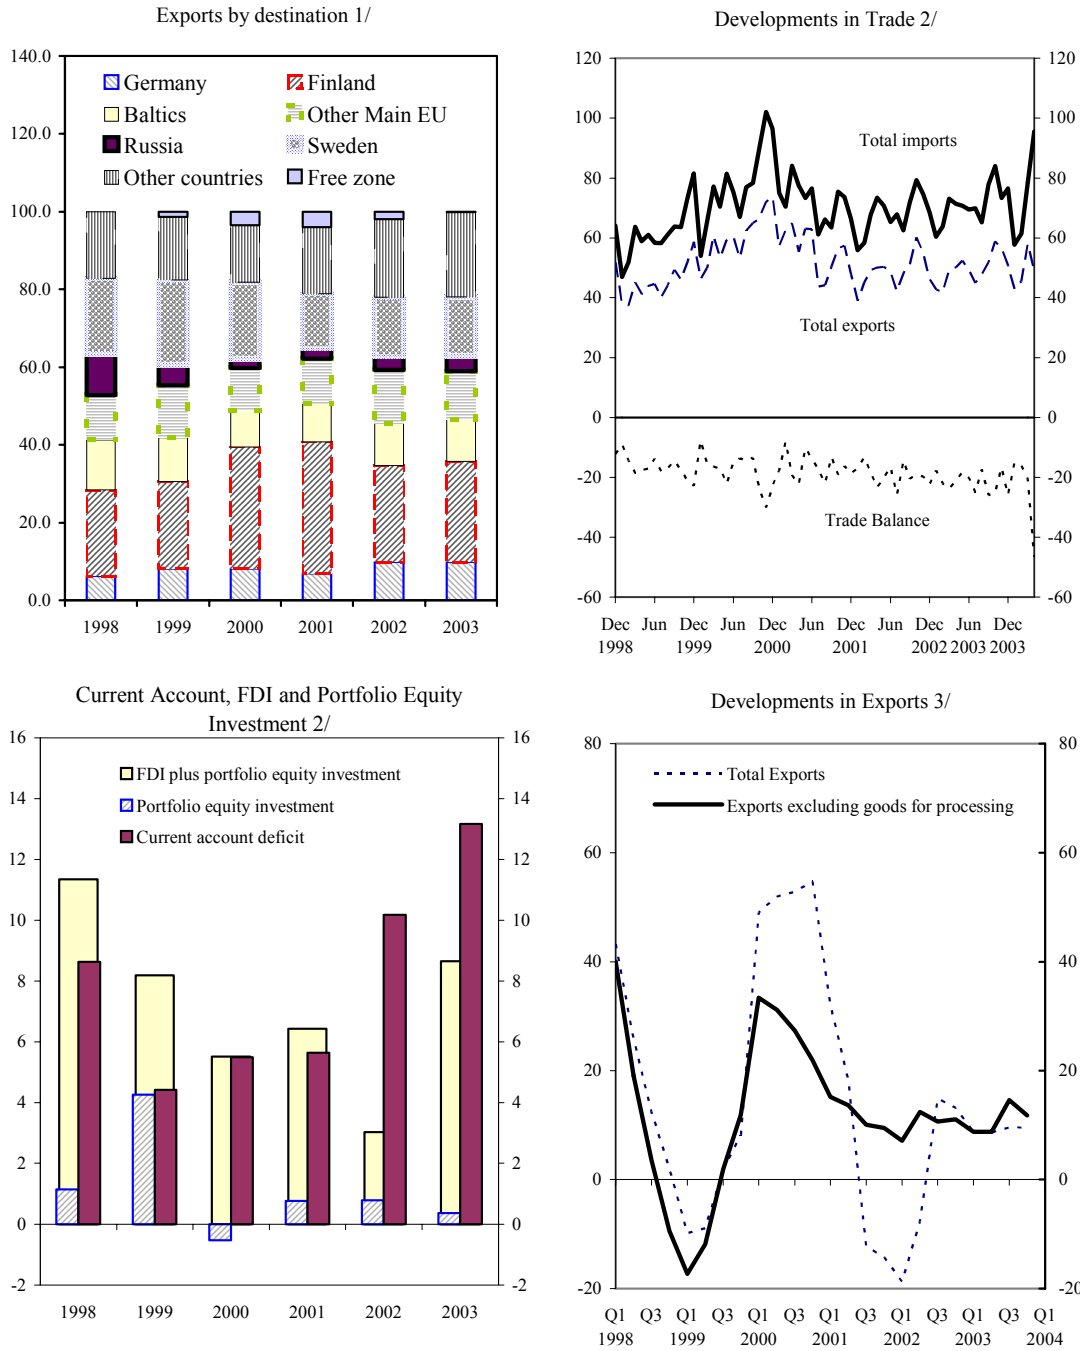 Exports by destination 1/
140.0
120.0
100.0
80.0
60.0
40.0
20.0
0.0
Germany
Finland
Baltics
Other Main EU
Russia
Sweden
Other countries
Free zone
1998 1999 2000 2001 2002 2003
Developments in Trade 2/
120 120
100 100
80 80
60 60
40 40
20 20
0 0
-20 -20
-40 -40
-60 -60
Total imports
Total exports
Trade Balance
Dec Jun Dec Jun Dec Jun Dec Jun Dec Jun Dec
1998 1999 2000 2001 2002 2003 2003
Current Account, FDI and Portfolio Equity
Investment 2/
16 16
14 14
12 12
10 10
8 8
6 6
4 4
2 2
0 0
-2 -2
FDI plus portfolio equity investment
Portfolio equity investment
Current account deficit
1998 1999 2000 2001 2002 2003
Developments in Exports 3/
80 80
60 60
40 40
20 20
0 0
-20 -20
Total Exports
Exports excluding goods for processing
Q1 Q3 Q1 Q3 Q1 Q3 Q1 Q3 Q1 Q3 Q1 Q3 Q1
1998 1999 2000 2001 2002 2003 2004